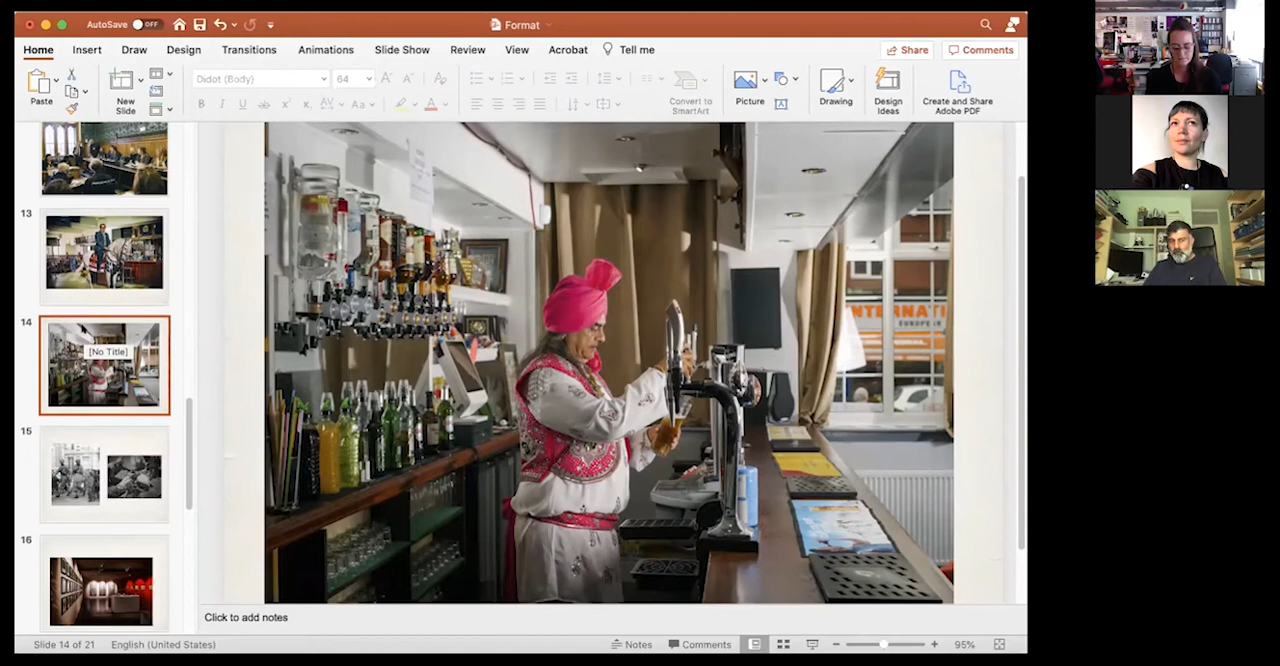 AutoSave OFF
Format
Home Insert Draw Design Transitions Animations Slide Show Review View Acrobat Tell me
Share Comments
Paste
New
Slide
Didot (Body) 64
B I U ab
Convert to
SmartArt
Picture
Drawing
Design
Ideas
Create and Share
Adobe PDF
13
14
[No Title]
15
16
INTERNATI
EUROPEAN
Click to add notes
Slide 14 of 21 English (United States) Notes Comments 95%